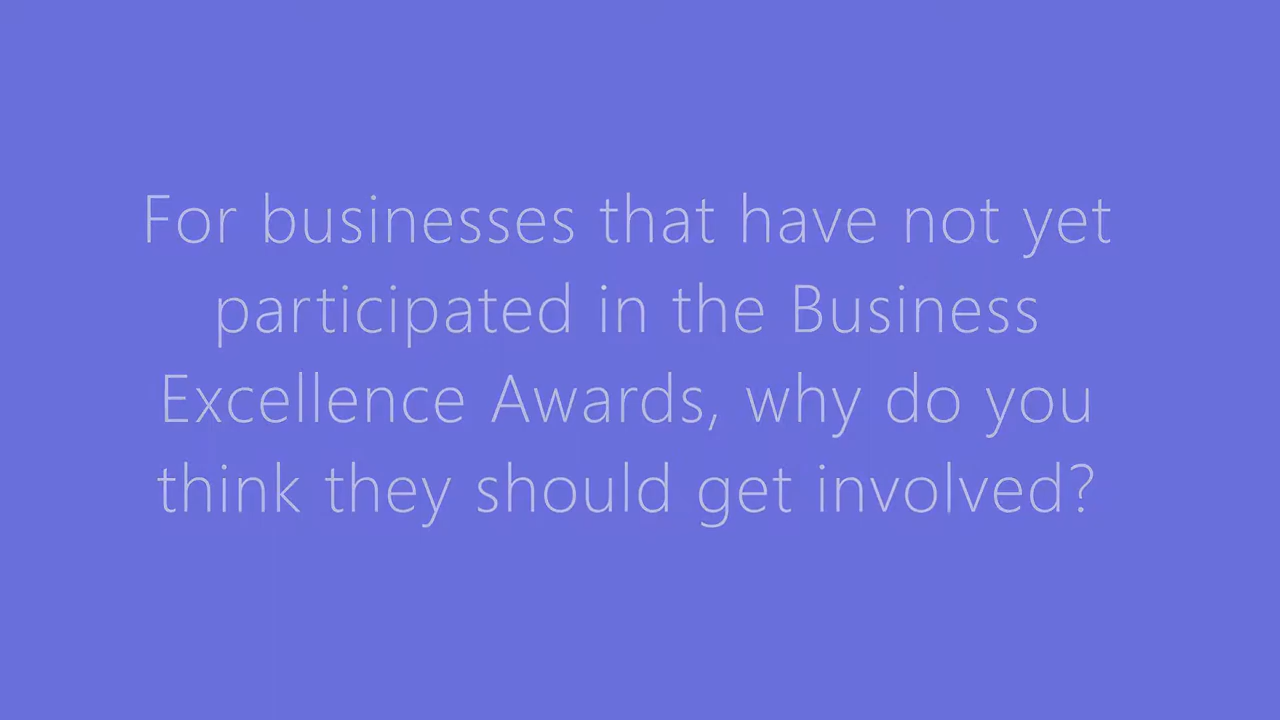 For businesses that have not yet
participated in the Business
Excellence Awards, why do you
think they should get involved?